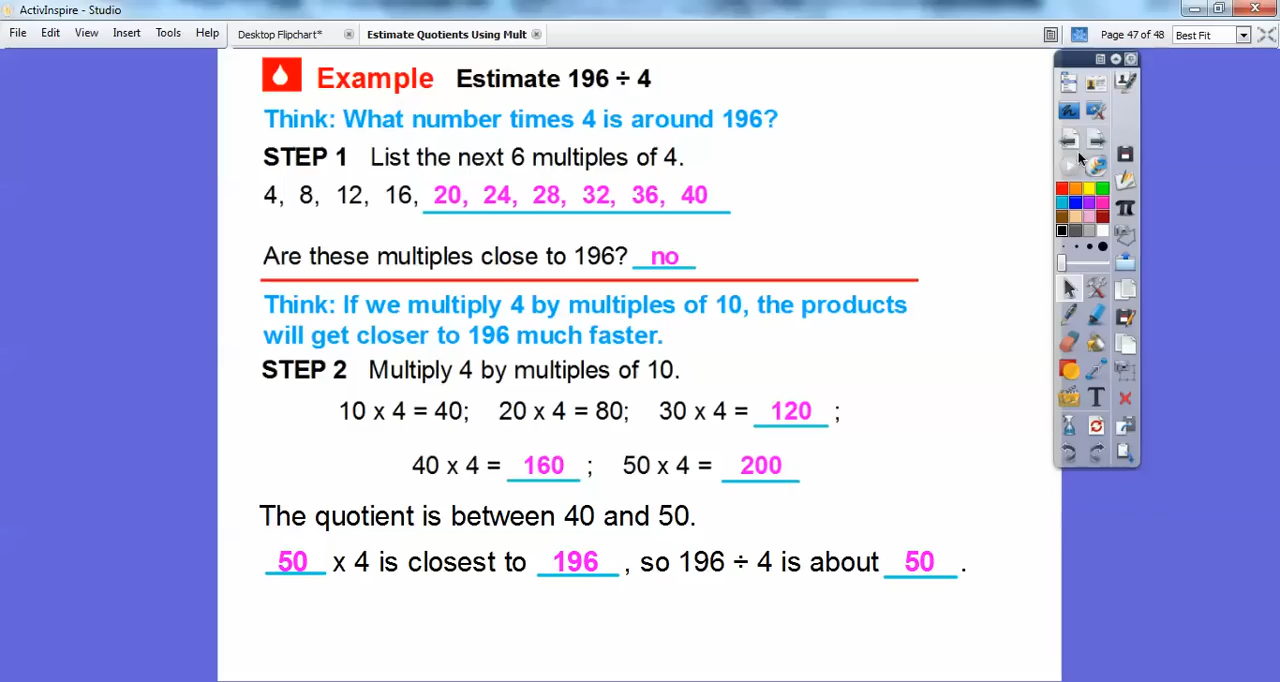 ActivInspire - Studio
File Edit View Insert Tools Help Desktop Flipchart* Estimate Quotients Using Mult Page 47 of 48 Best Fit
Example Estimate 196 ÷ 4
Think: What number times 4 is around 196?
STEP 1 List the next 6 multiples of 4.
4, 8, 12, 16, 20, 24, 28, 32, 36, 40
Are these multiples close to 196? no
Think: If we multiply 4 by multiples of 10, the products
will get closer to 196 much faster.
STEP 2 Multiply 4 by multiples of 10.
10 x 4 = 40; 20 x 4 = 80; 30 x 4 = 120 ;
40 x 4 = 160 ; 50 x 4 = 200
The quotient is between 40 and 50.
50 x 4 is closest to 196 , so 196 ÷ 4 is about 50 .